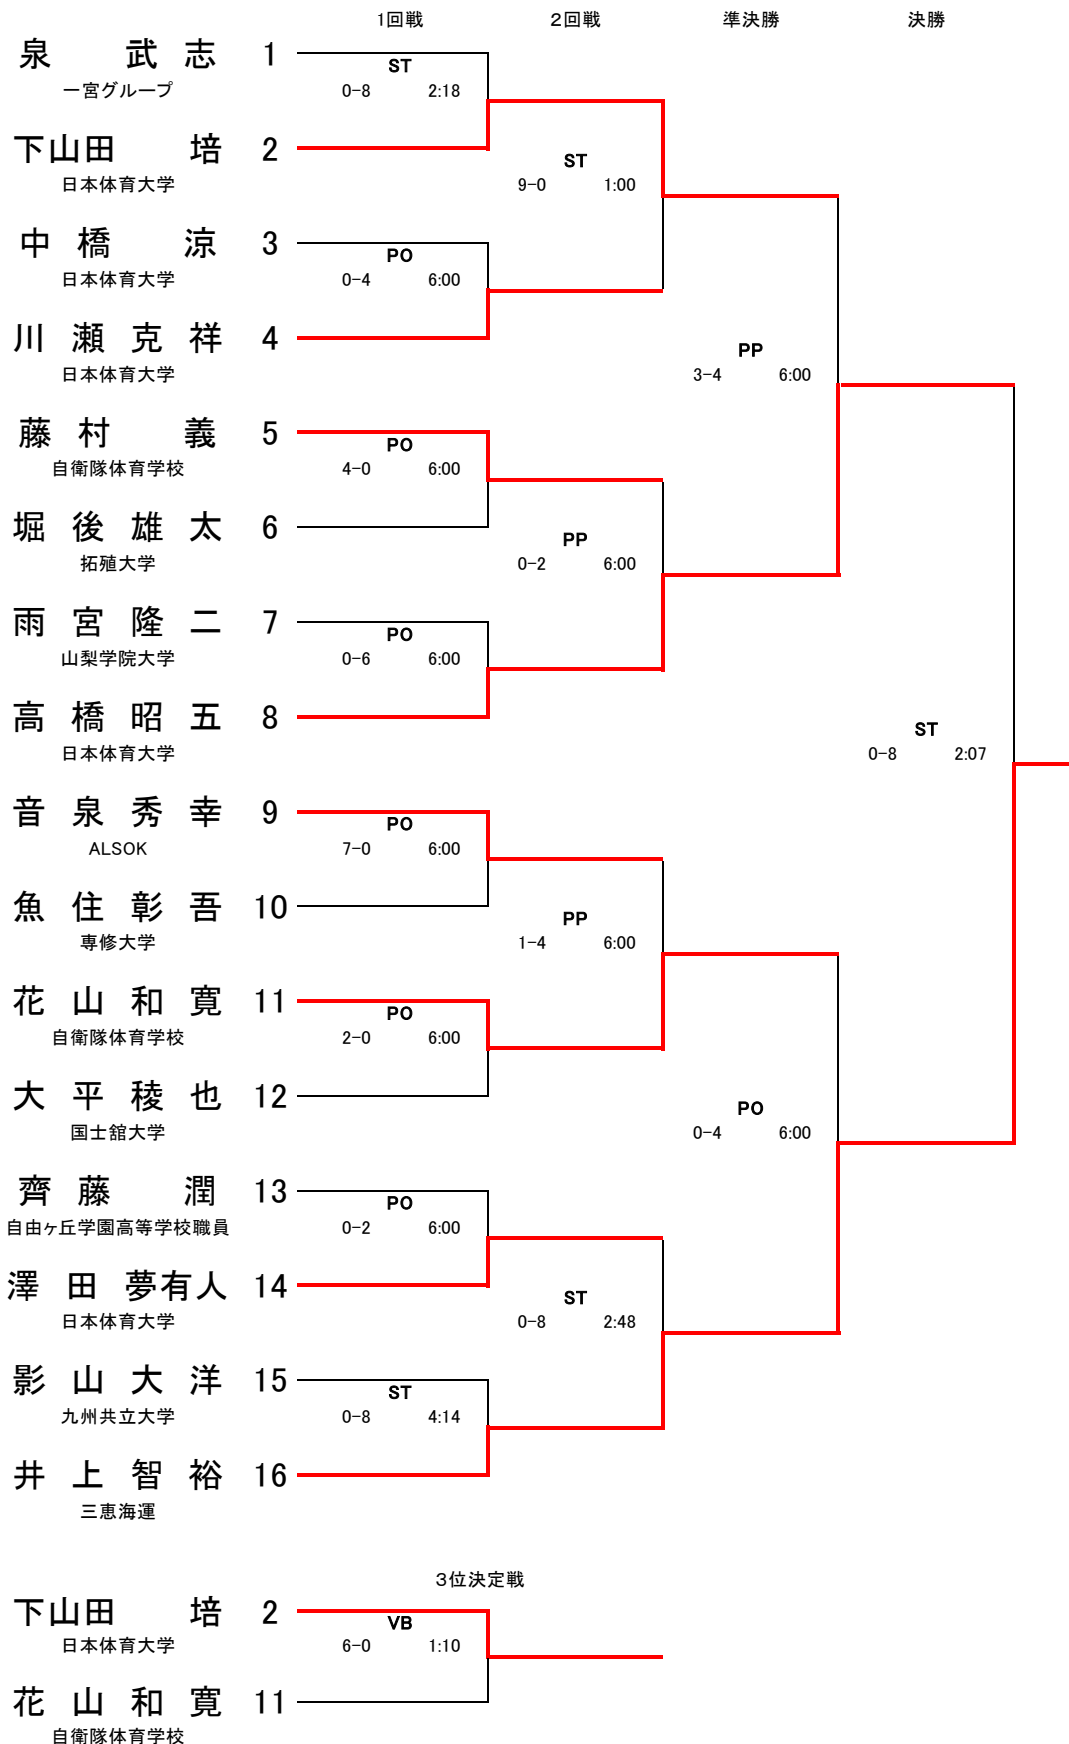 1回戦 2回戦 準決勝 決勝
泉 武 志 1
ST
一宮グループ 0-8 2:18
下山田 培 2
日本体育大学
ST
9-0 1:00
中 橋 涼 3
PO
日本体育大学 0-4 6:00
川 瀬 克 祥 4
日本体育大学
PP
3-4 6:00
藤 村 義 5
PO
自衛隊体育学校 4-0 6:00
堀 後 雄 太 6
拓殖大学
PP
0-2 6:00
雨 宮 隆 二 7
PO
山梨学院大学 0-6 6:00
高 橋 昭 五 8
日本体育大学
ST
0-8 2:07
音 泉 秀 幸 9
PO
ALSOK 7-0 6:00
魚 住 彰 吾 10
専修大学
PP
1-4 6:00
花 山 和 寛 11
PO
自衛隊体育学校 2-0 6:00
大 平 稜 也 12
国士舘大学
PO
0-4 6:00
齊 藤 潤 13
PO
自由ヶ丘学園高等学校職員 0-2 6:00
澤 田 夢有人 14
日本体育大学
ST
0-8 2:48
影 山 大 洋 15
ST
九州共立大学 0-8 4:14
井 上 智 裕 16
三恵海運
3位決定戦
下山田 培 2
VB
日本体育大学 6-0 1:10
花 山 和 寛 11
自衛隊体育学校